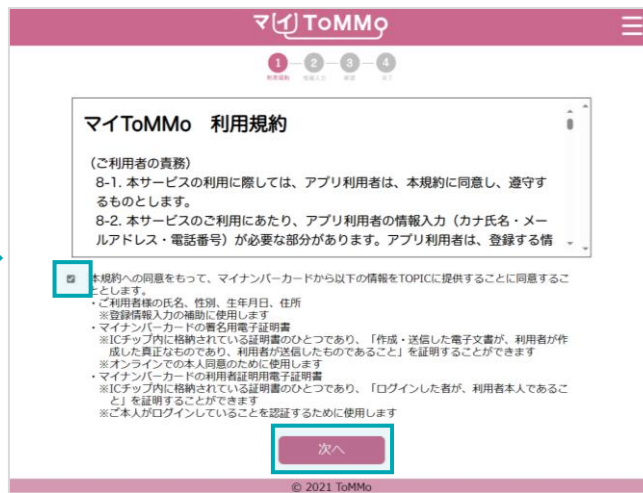 マイ ToMMo
1 2 3 4
利用規約 情報入力 確認 完了
マイToMMo 利用規約
（ご利用者の責務）
8-1. 本サービスの利用に際しては、アプリ利用者は、本規約に同意し、遵守す
るものとします。
8-2. 本サービスのご利用にあたり、アプリ利用者の情報入力（カナ氏名・メー
ルアドレス・電話番号）が必要な部分があります。アプリ利用者は、登録する情
本規約への同意をもって、マイナンバーカードから以下の情報をTOPICに提供することに同意するこ
ととします。
・ご利用者様の氏名、性別、生年月日、住所
※登録情報入力の補助に使用します
・マイナンバーカードの署名用電子証明書
※ICチップ内に格納されている証明書のひとつであり、「作成・送信した電子文書が、利用者が作
成した真正なものであり、利用者が送信したものであること」を証明することができます
※オンラインでの本人同意のために使用します
・マイナンバーカードの利用者証明用電子証明書
※ICチップ内に格納されている証明書のひとつであり、「ログインした者が、利用者本人であるこ
と」を証明することができます
※ご本人がログインしていることを認証するために使用します
次へ
© 2021 ToMMo